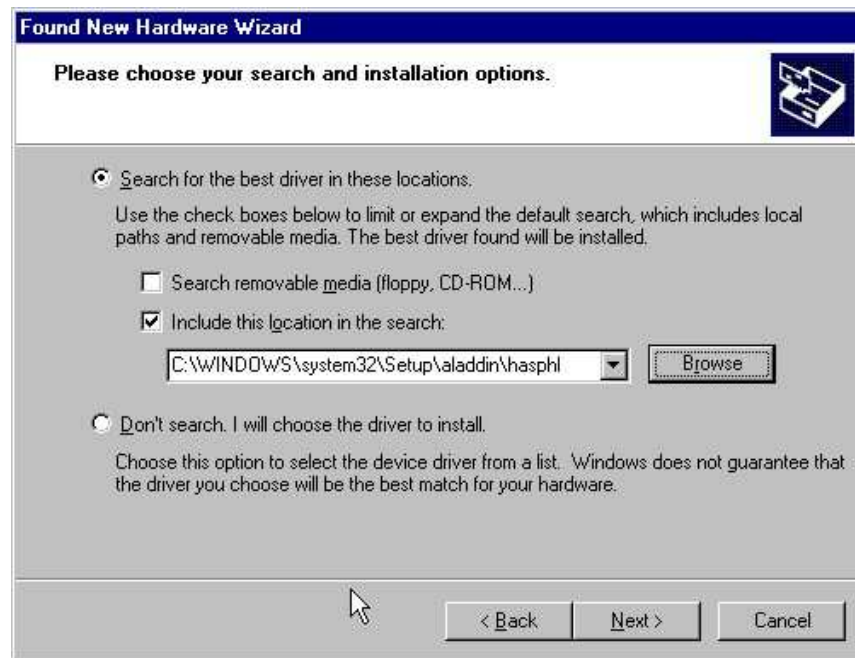 Found New Hardware Wizard
Please choose your search and installation options.
Search for the best driver in these locations.
Use the check boxes below to limit or expand the default search, which includes local
paths and removable media. The best driver found will be installed.
Search removable media (floppy, CD-ROM...)
Include this location in the search:
C:\WINDOWS\system32\Setup\aladdin\hasphl
Browse
Don't search. I will choose the driver to install.
Choose this option to select the device driver from a list. Windows does not guarantee that
the driver you choose will be the best match for your hardware.
< Back Next > Cancel